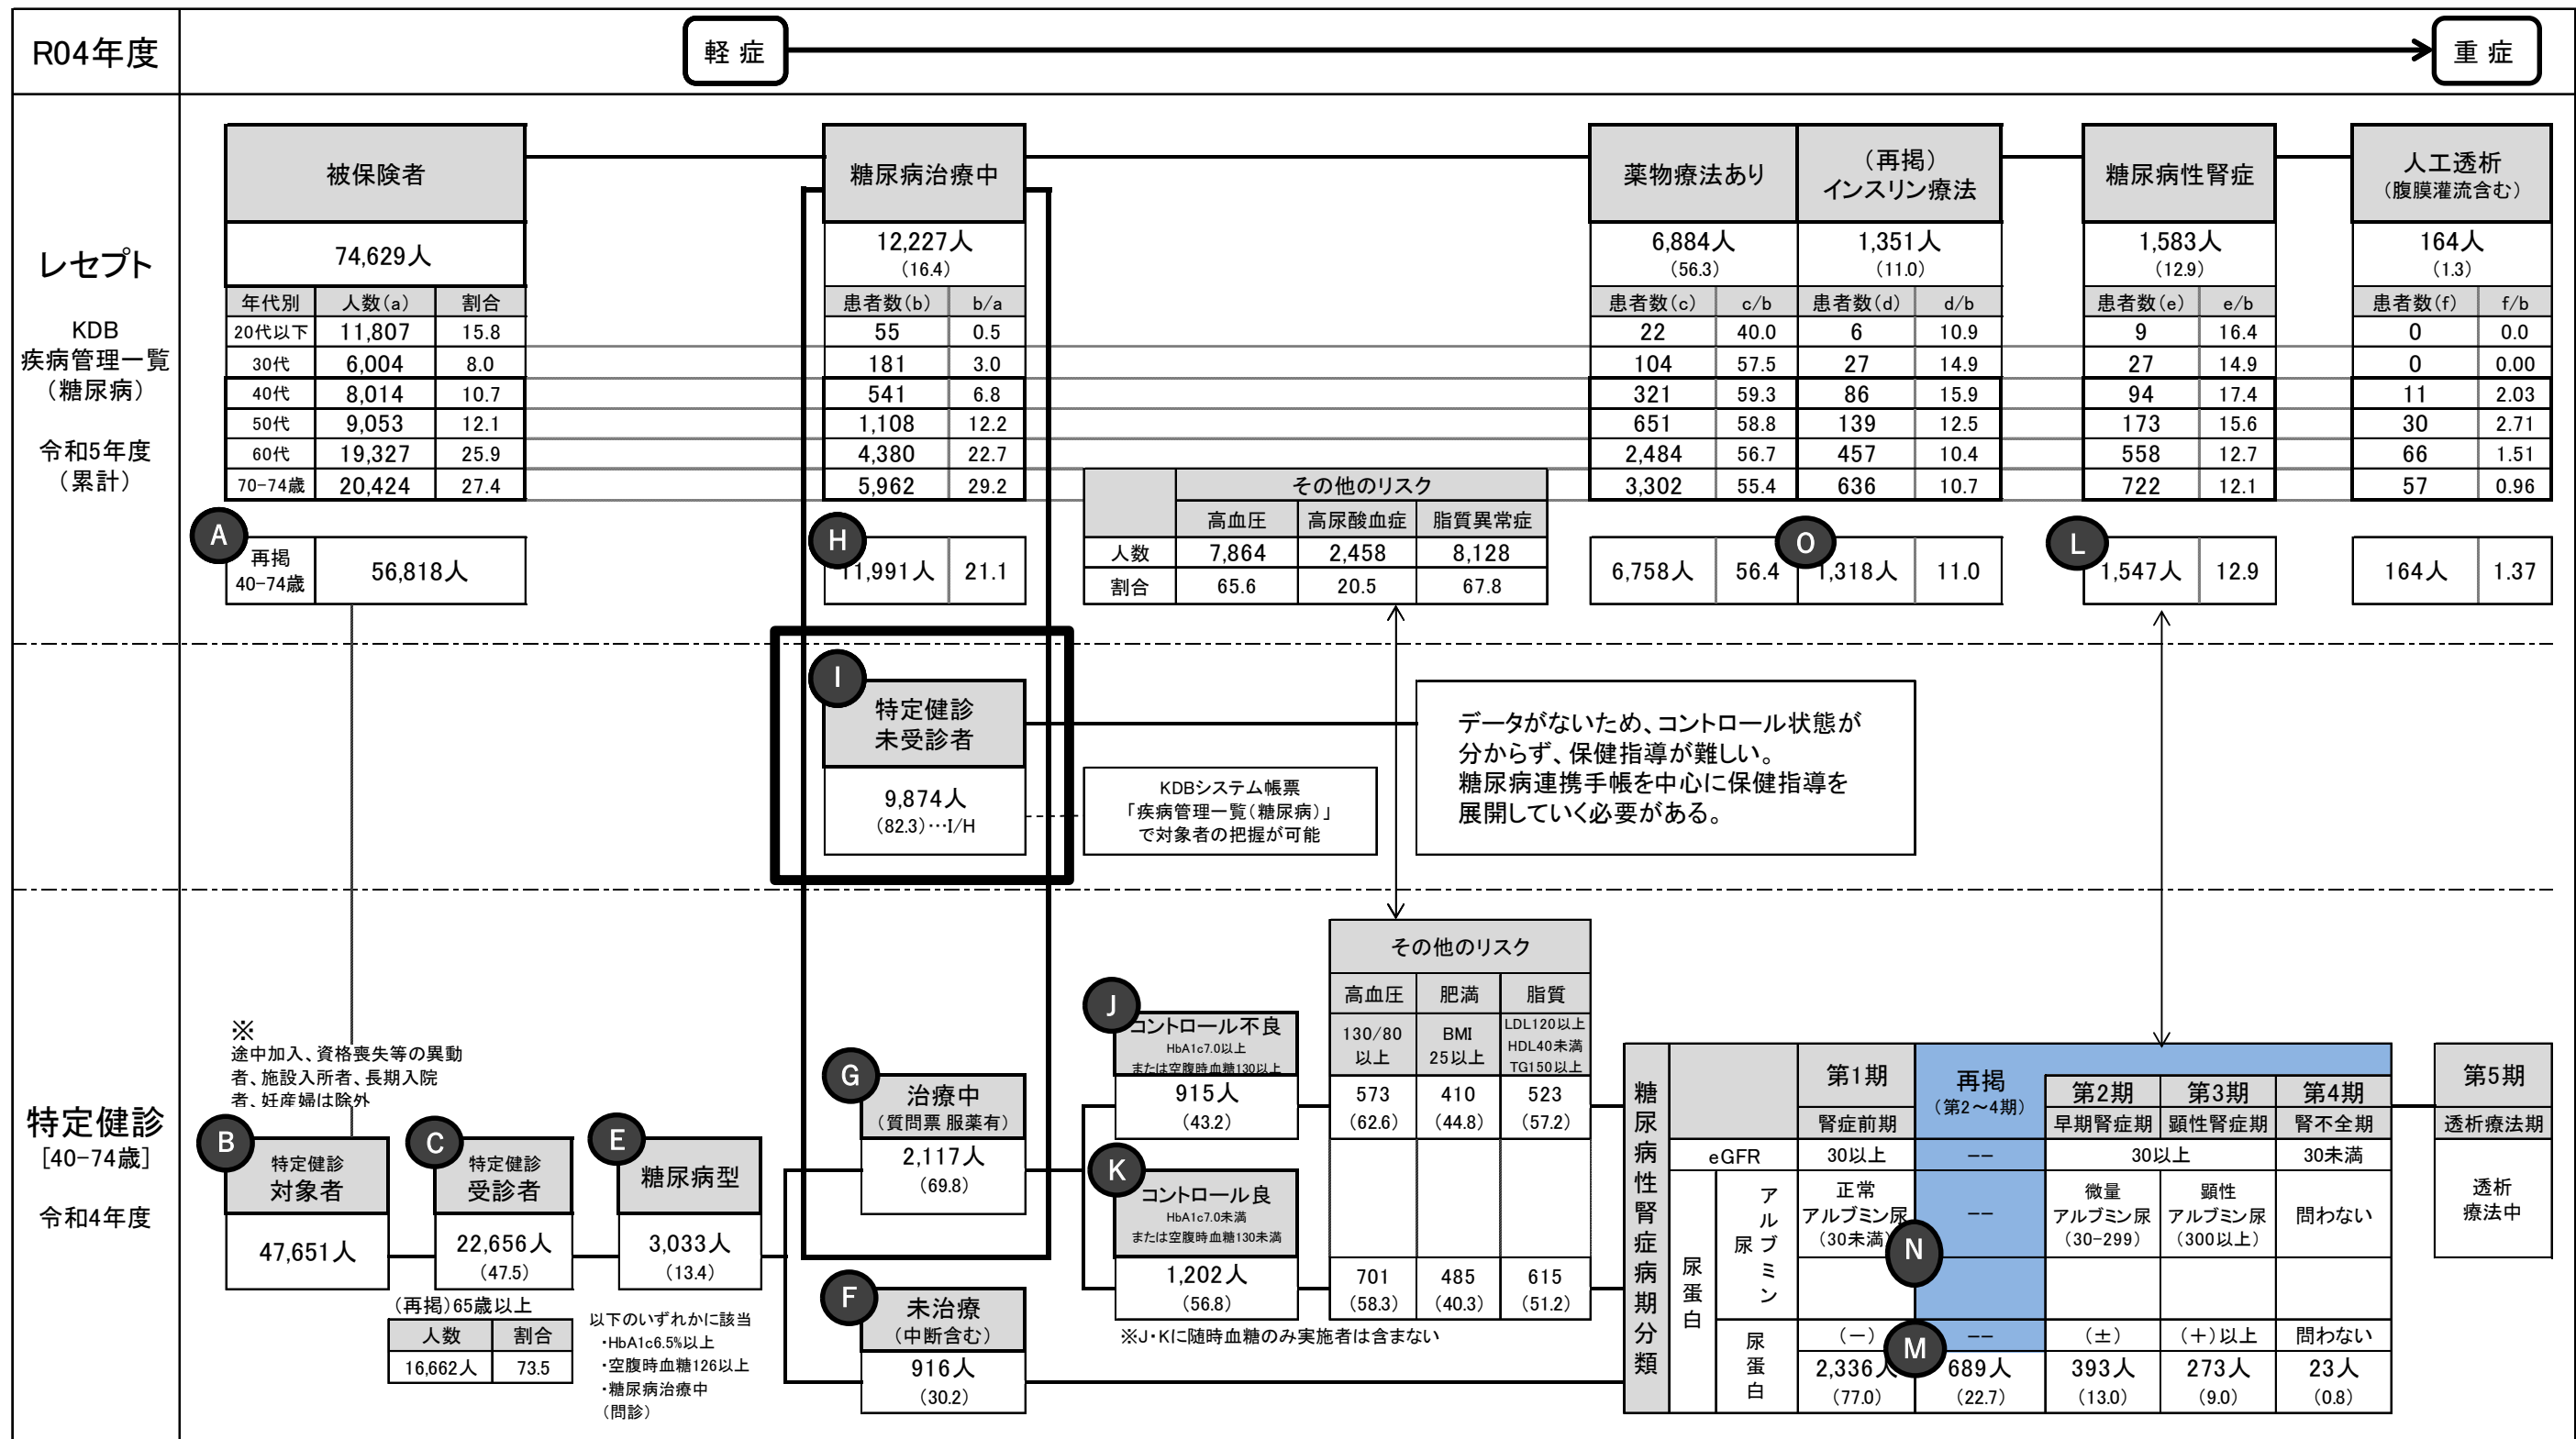 R04年度
軽 症
重 症
レセプト
KDB
疾病管理一覧
（糖尿病）
令和5年度
（累計）
被保険者
74,629人
年代別 人数(a) 割合
20代以下 11,807 15.8
30代 6,004 8.0
40代 8,014 10.7
50代 9,053 12.1
60代 19,327 25.9
70-74歳 20,424 27.4
A
再掲
40-74歳
56,818人
糖尿病治療中
12,227人
(16.4)
患者数(b) b/a
55 0.5
181 3.0
541 6.8
1,108 12.2
4,380 22.7
5,962 29.2
H
11,991人 21.1
その他のリスク
高血圧 高尿酸血症 脂質異常症
人数 7,864 2,458 8,128
割合 65.6 20.5 67.8
薬物療法あり
6,884人
(56.3)
患者数(c) c/b
22 40.0
104 57.5
321 59.3
651 58.8
2,484 56.7
3,302 55.4
6,758人 56.4
（再掲）
インスリン療法
1,351人
(11.0)
患者数(d) d/b
6 10.9
27 14.9
86 15.9
139 12.5
457 10.4
636 10.7
O
1,318人 11.0
糖尿病性腎症
1,583人
(12.9)
患者数(e) e/b
9 16.4
27 14.9
94 17.4
173 15.6
558 12.7
722 12.1
L
1,547人 12.9
人工透析
（腹膜灌流含む）
164人
(1.3)
患者数(f) f/b
0 0.0
0 0.00
11 2.03
30 2.71
66 1.51
57 0.96
164人 1.37
I
特定健診
未受診者
9,874人
(82.3)…I/H
KDBシステム帳票
「疾病管理一覧（糖尿病）」
で対象者の把握が可能
データがないため、コントロール状態が
分からず、保健指導が難しい。
糖尿病連携手帳を中心に保健指導を
展開していく必要がある。
特定健診
[40-74歳]
令和4年度
※
途中加入、資格喪失等の異動
者、施設入所者、長期入院
者、妊産婦は除外
B
特定健診
対象者
47,651人
C
特定健診
受診者
22,656人
(47.5)
(再掲)65歳以上
人数 割合
16,662人 73.5
E
糖尿病型
3,033人
(13.4)
以下のいずれかに該当
・HbA1c6.5%以上
・空腹時血糖126以上
・糖尿病治療中
（問診）
G
治療中
（質問票 服薬有）
2,117人
(69.8)
F
未治療
（中断含む）
916人
(30.2)
J
コントロール不良
HbA1c7.0以上
または空腹時血糖130以上
915人
(43.2)
K
コントロール良
HbA1c7.0未満
または空腹時血糖130未満
1,202人
(56.8)
※J・Kに随時血糖のみ実施者は含まない
その他のリスク
高血圧 肥満 脂質
130/80
以上
BMI
25以上
LDL120以上
HDL40未満
TG150以上
573 410 523
(62.6) (44.8) (57.2)
701 485 615
(58.3) (40.3) (51.2)
糖尿病性腎症病期分類
第1期
腎症前期
再掲
（第2～4期）
第2期 第3期 第4期
早期腎症期 顕性腎症期 腎不全期
eGFR 30以上 -- 30以上 30未満
尿蛋白
アルブミン尿
正常
アルブミン尿
(30未満)
N
--
微量
アルブミン尿
(30-299)
顕性
アルブミン尿
(300以上)
問わない
尿蛋白
(－) -- (±) (＋)以上 問わない
M
2,336人 689人 393人 273人 23人
(77.0) (22.7) (13.0) (9.0) (0.8)
第5期
透析療法期
透析
療法中